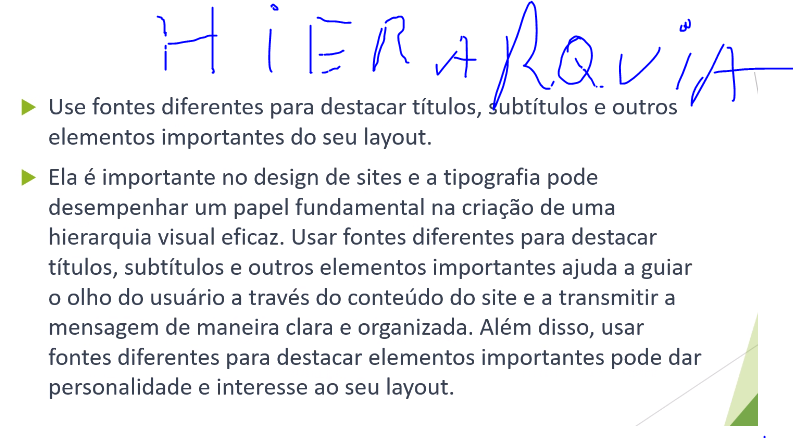 HIERARQUIA
Use fontes diferentes para destacar títulos, subtítulos e outros
elementos importantes do seu layout.
Ela é importante no design de sites e a tipografia pode
desempenhar um papel fundamental na criação de uma
hierarquia visual eficaz. Usar fontes diferentes para destacar
títulos, subtítulos e outros elementos importantes ajuda a guiar
o olho do usuário a través do conteúdo do site e a transmitir a
mensagem de maneira clara e organizada. Além disso, usar
fontes diferentes para destacar elementos importantes pode dar
personalidade e interesse ao seu layout.